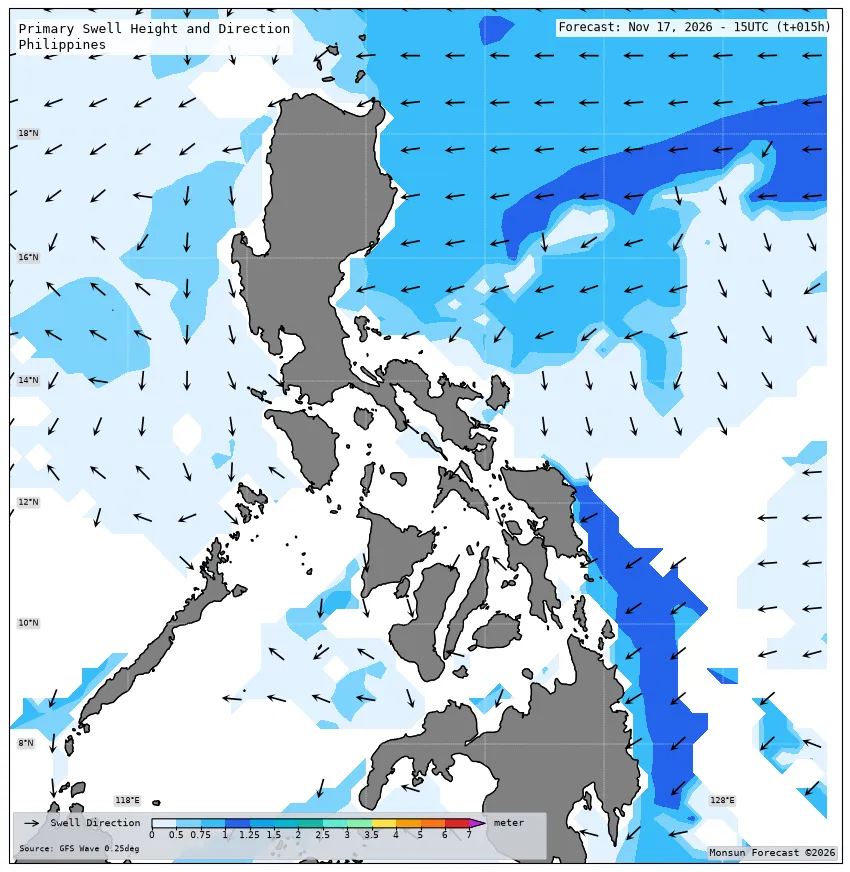 Primary Swell Height and Direction
Philippines
Forecast: Nov 17, 2026 - 15UTC (t+015h)
18°N
16°N
14°N
12°N
10°N
8°N
118°E
128°E
Swell Direction
0 0.5 0.75 1 1.25 1.5 2 2.5 3 3.5 4 5 6 7
meter
Source: GFS Wave 0.25deg
Monsun Forecast ©2026